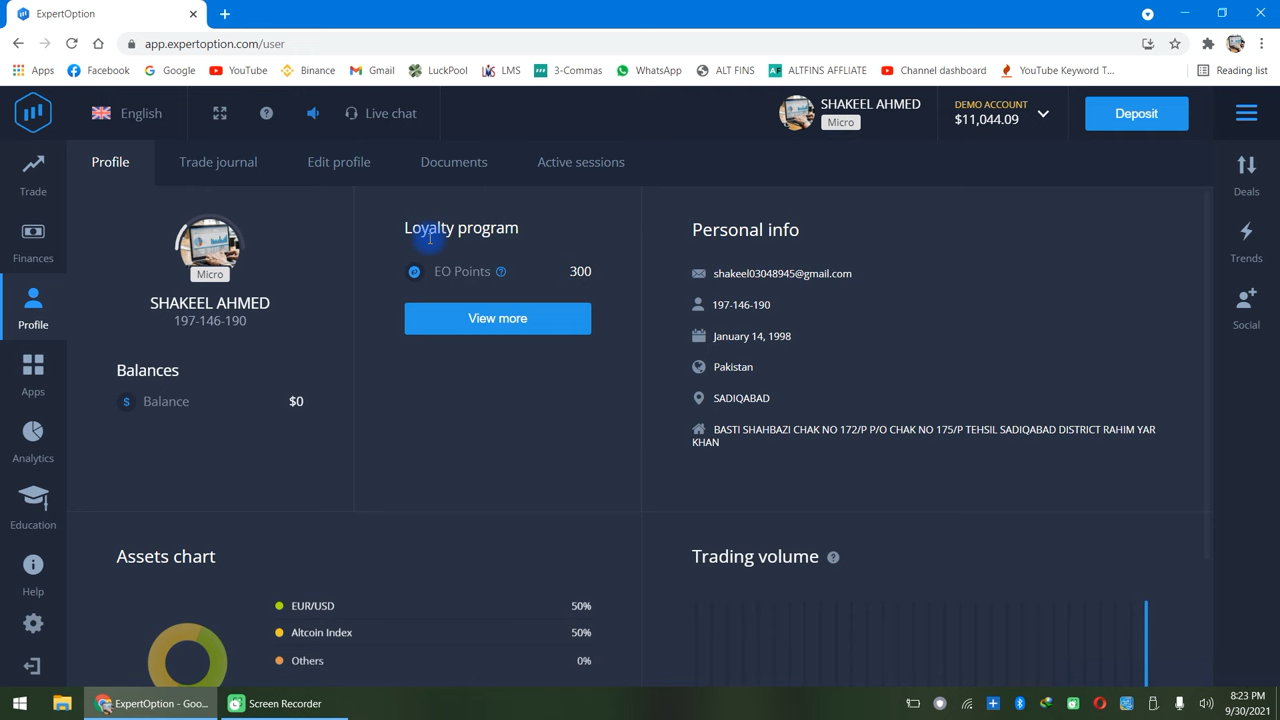 ExpertOption
app.expertoption.com/user
Apps Facebook Google YouTube Binance Gmail LuckPool LMS 3-Commas WhatsApp ALT FINS ALTFINS AFFLIATE Channel dashboard YouTube Keyword T... Reading list
English
Live chat
SHAKEEL AHMED
Micro
DEMO ACCOUNT
$11,044.09
Deposit
Profile Trade journal Edit profile Documents Active sessions
Trade
Finances
Profile
Apps
Analytics
Education
Help
Micro
SHAKEEL AHMED
197-146-190
Balances
$ Balance $0
Loyalty program
EO Points ? 300
View more
Personal info
shakeel03048945@gmail.com
197-146-190
January 14, 1998
Pakistan
SADIQABAD
BASTI SHAHBAZI CHAK NO 172/P P/O CHAK NO 175/P TEHSIL SADIQABAD DISTRICT RAHIM YAR
KHAN
Deals
Trends
Social
Assets chart
EUR/USD 50%
Altcoin Index 50%
Others 0%
Trading volume ?
ExpertOption - Goo...
Screen Recorder
8:23 PM
9/30/2021